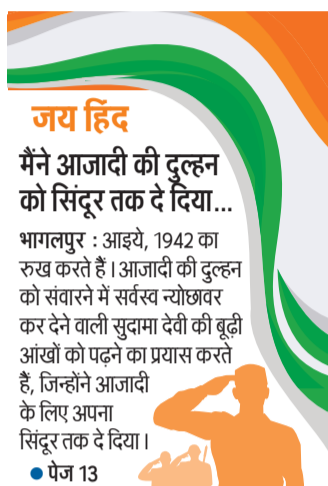 जय हिंद
मैंने आजादी की दुल्हन
को सिंदूर तक दे दिया...
भागलपुर : आइये, 1942 का
रुख करते हैं। आजादी की दुल्हन
को संवारने में सर्वस्व न्योछावर
कर देने वाली सुदामा देवी की बूढ़ी
आंखों को पढ़ने का प्रयास करते
हैं, जिन्होंने आजादी
के लिए अपना
सिंदूर तक दे दिया।
● पेज 13